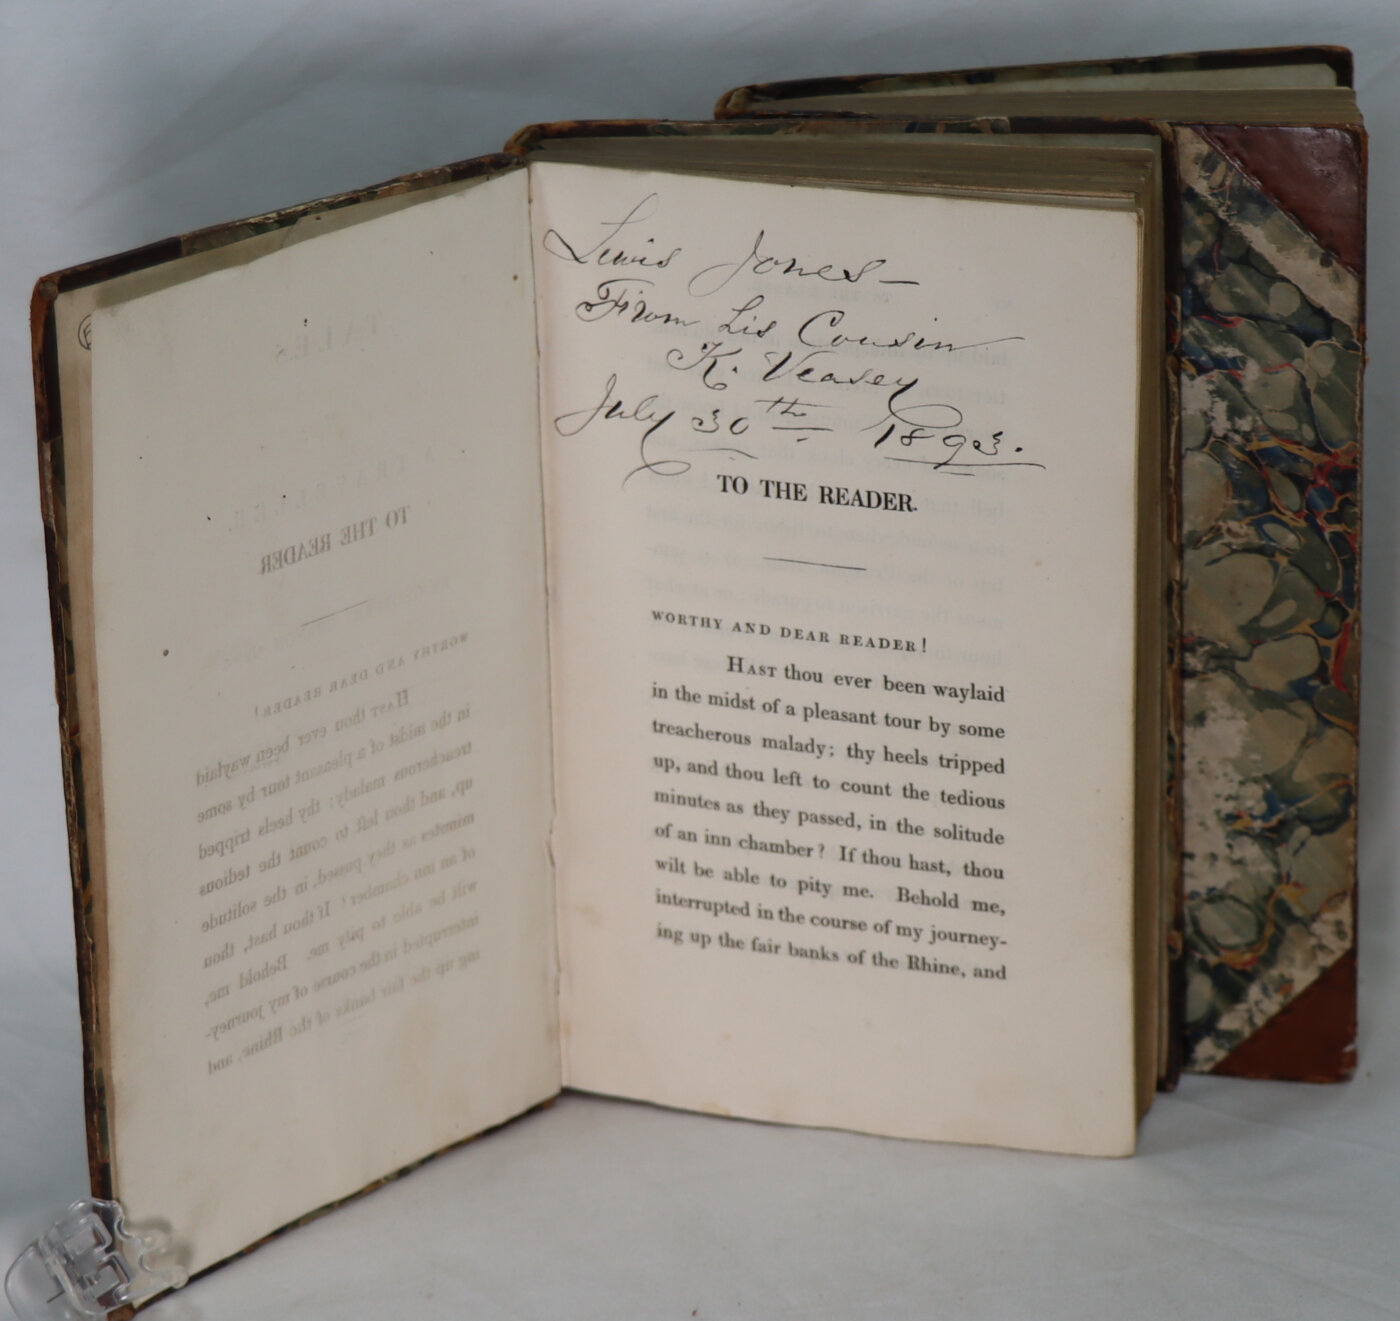 Lewis Jones –
From his Cousin
K. Veasey
July 30th 1893.
TO THE READER.
WORTHY AND DEAR READER!
HAST thou ever been waylaid
in the midst of a pleasant tour by some
treacherous malady; thy heels tripped
up, and thou left to count the tedious
minutes as they passed, in the solitude
of an inn chamber? If thou hast, thou
wilt be able to pity me. Behold me,
interrupted in the course of my journey-
ing up the fair banks of the Rhine, and